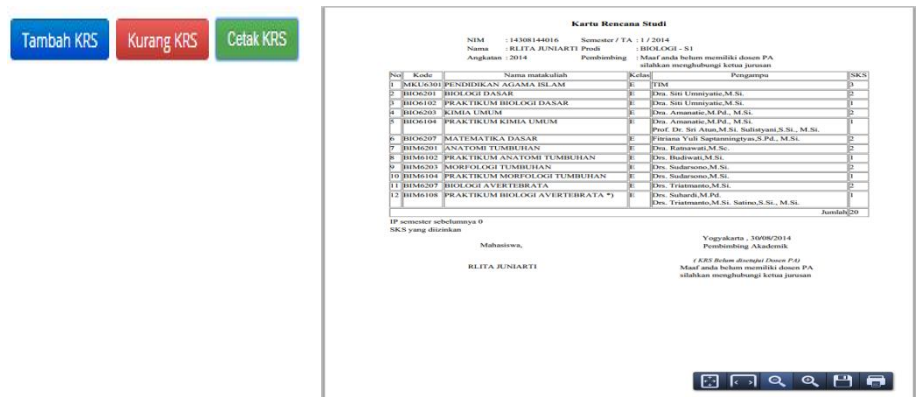 Tambah KRS
Kurang KRS
Cetak KRS
Kartu Rencana Studi
NIM : 14308144016 Semester / TA : 1 / 2014
Nama : RLITA JUNIARTI Prodi : BIOLOGI - S1
Angkatan : 2014 Pembimbing : Maaf anda belum memiliki dosen PA
silahkan menghubungi ketua jurusan
No Kode Nama matakuliah Kelas Pengampu SKS
1 MKU6301 PENDIDIKAN AGAMA ISLAM E TIM 3
2 BIO6201 BIOLOGI DASAR E Dra. Siti Umniyatie,M.Si. 2
3 BIO6102 PRAKTIKUM BIOLOGI DASAR E Dra. Siti Umniyatie,M.Si. 1
4 BIO6203 KIMIA UMUM E Dra. Amanatie,M.Pd., M.Si. 2
5 BIO6104 PRAKTIKUM KIMIA UMUM E Dra. Amanatie,M.Pd., M.Si. 1
Prof. Dr. Sri Atun,M.Si. Sulistyani,S.Si., M.Si.
6 BIO6207 MATEMATIKA DASAR E Fitriana Yuli Saptaningtyas,S.Pd., M.Si. 2
7 BIM6201 ANATOMI TUMBUHAN E Dra. Ratnawati,M.Sc. 2
8 BIM6102 PRAKTIKUM ANATOMI TUMBUHAN E Drs. Budiwati,M.Si. 1
9 BIM6203 MORFOLOGI TUMBUHAN E Drs. Sudarsono,M.Si. 2
10 BIM6104 PRAKTIKUM MORFOLOGI TUMBUHAN E Drs. Sudarsono,M.Si. 1
11 BIM6207 BIOLOGI AVERTEBRATA E Drs. Triatmanto,M.Si. 2
12 BIM6108 PRAKTIKUM BIOLOGI AVERTEBRATA *) E Drs. Suhardi,M.Pd. 1
Drs. Triatmanto,M.Si. Satino,S.Si., M.Si.
Jumlah 20
IP semester sebelumnya 0
SKS yang diizinkan
Yogyakarta , 30/08/2014
Mahasiswa, Pembimbing Akademik
( KRS Belum disetujui Dosen PA)
RLITA JUNIARTI Maaf anda belum memiliki dosen PA
silahkan menghubungi ketua jurusan